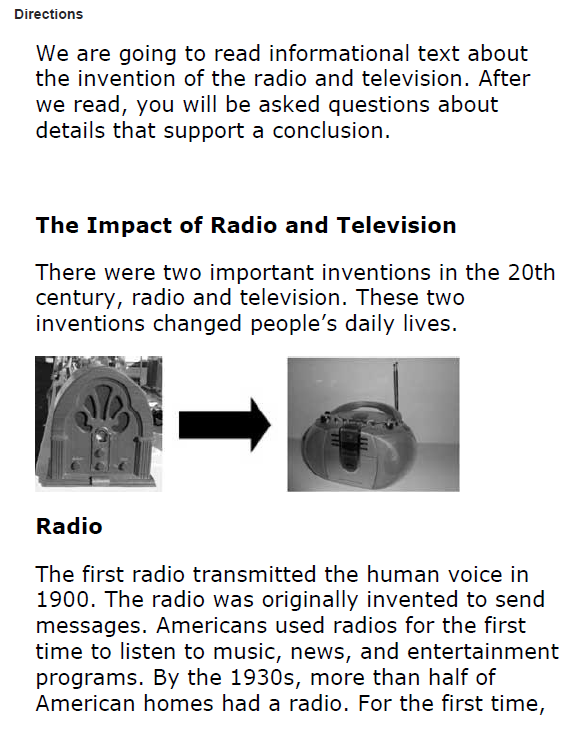 Directions
We are going to read informational text about
the invention of the radio and television. After
we read, you will be asked questions about
details that support a conclusion.
The Impact of Radio and Television
There were two important inventions in the 20th
century, radio and television. These two
inventions changed people’s daily lives.
Radio
The first radio transmitted the human voice in
1900. The radio was originally invented to send
messages. Americans used radios for the first
time to listen to music, news, and entertainment
programs. By the 1930s, more than half of
American homes had a radio. For the first time,